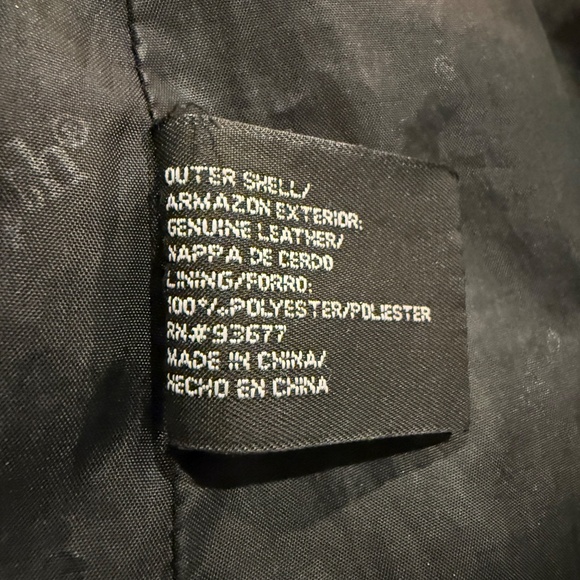 OUTER SHELL/
ARMAZON EXTERIOR:
GENUINE LEATHER/
NAPPA DE CERDO
LINING/FORRO:
100% POLYESTER/POLIESTER
RN#93677
MADE IN CHINA/
HECHO EN CHINA